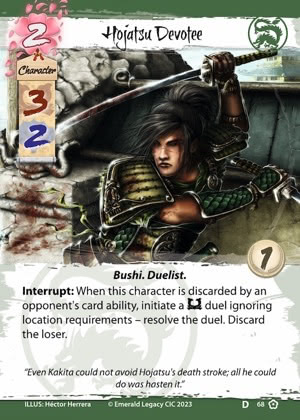 2
Hojatsu Devotee
Character
3
2
1
Bushi. Duelist.
Interrupt: When this character is discarded by an
opponent's card ability, initiate a duel ignoring
location requirements – resolve the duel. Discard
the loser.
"Even Kakita could not avoid Hojatsu's death stroke; all he could
do was hasten it."
ILLUS: Héctor Herrera © Emerald Legacy CIC 2023 D 68